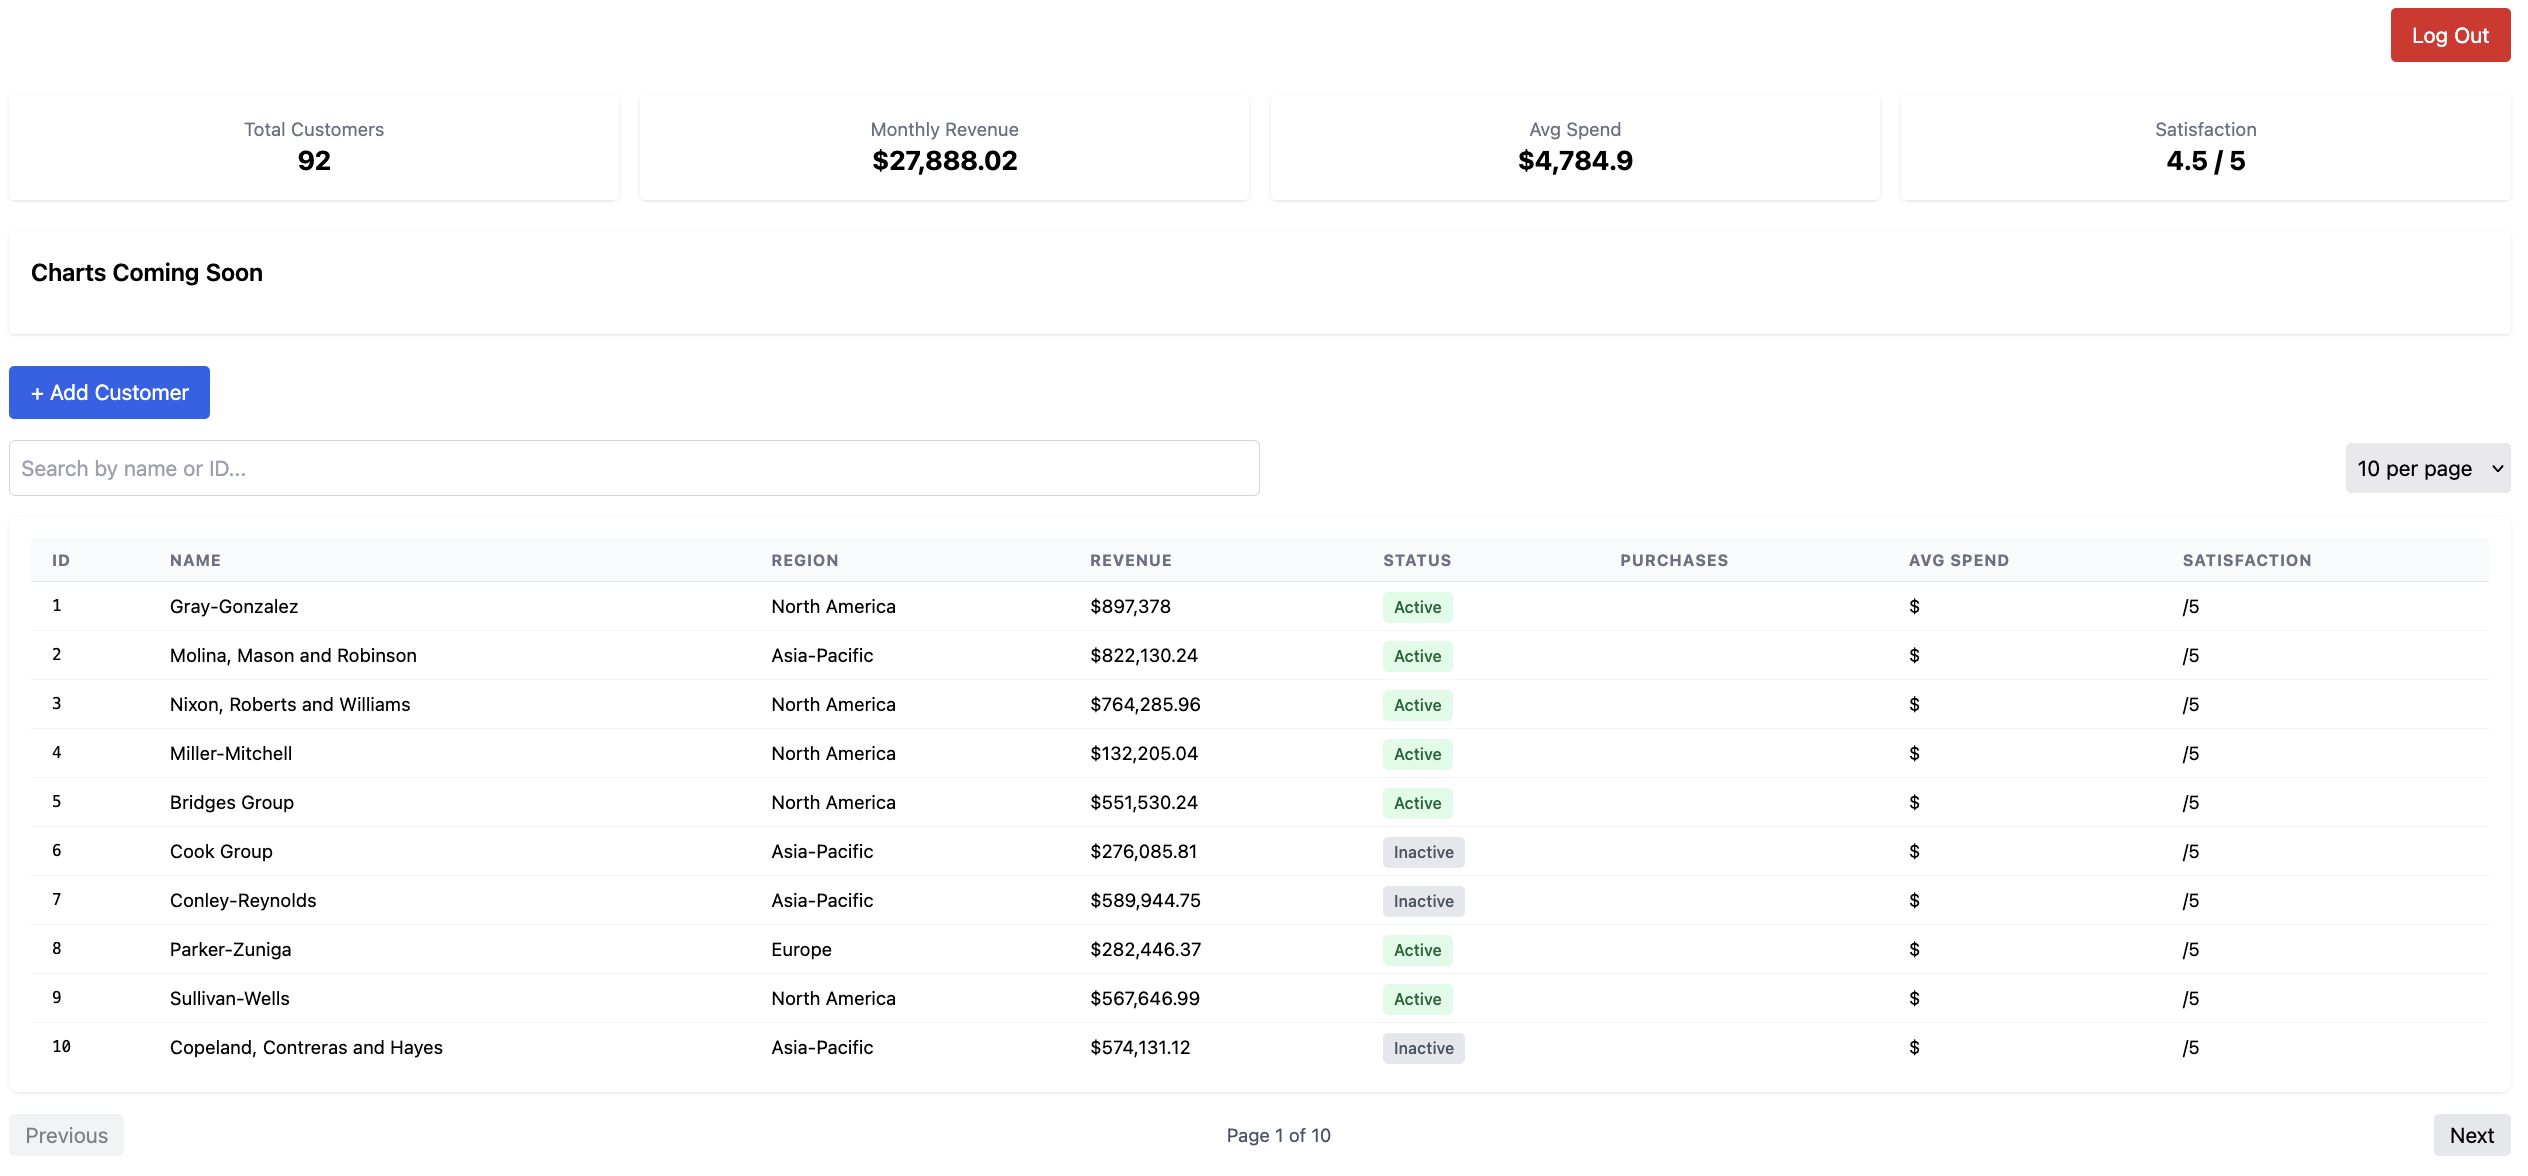 Log Out
Total Customers
92
Monthly Revenue
$27,888.02
Avg Spend
$4,784.9
Satisfaction
4.5 / 5
Charts Coming Soon
+ Add Customer
Search by name or ID...
10 per page
ID NAME REGION REVENUE STATUS PURCHASES AVG SPEND SATISFACTION
1 Gray-Gonzalez North America $897,378 Active $ /5
2 Molina, Mason and Robinson Asia-Pacific $822,130.24 Active $ /5
3 Nixon, Roberts and Williams North America $764,285.96 Active $ /5
4 Miller-Mitchell North America $132,205.04 Active $ /5
5 Bridges Group North America $551,530.24 Active $ /5
6 Cook Group Asia-Pacific $276,085.81 Inactive $ /5
7 Conley-Reynolds Asia-Pacific $589,944.75 Inactive $ /5
8 Parker-Zuniga Europe $282,446.37 Active $ /5
9 Sullivan-Wells North America $567,646.99 Active $ /5
10 Copeland, Contreras and Hayes Asia-Pacific $574,131.12 Inactive $ /5
Previous
Page 1 of 10
Next